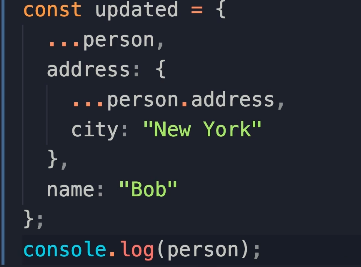 const updated = {
  ...person,
  address: {
    ...person.address,
    city: "New York"
  },
  name: "Bob"
};
console.log(person);